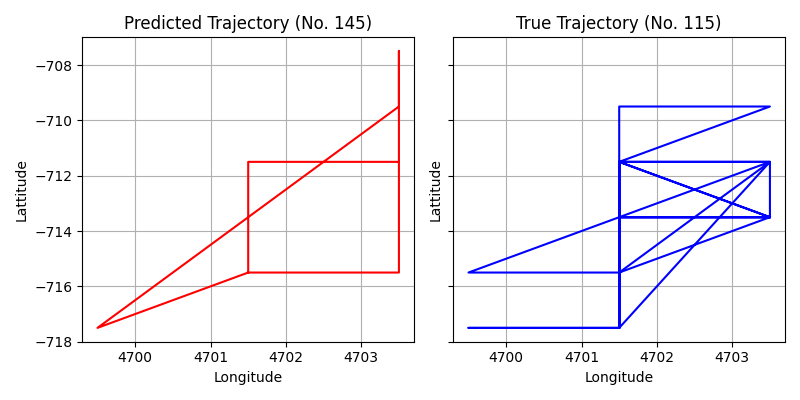 Predicted Trajectory (No. 145)
Lattitude
−708
−710
−712
−714
−716
−718
4700
4701
4702
4703
Longitude
True Trajectory (No. 115)
Lattitude
4700
4701
4702
4703
Longitude